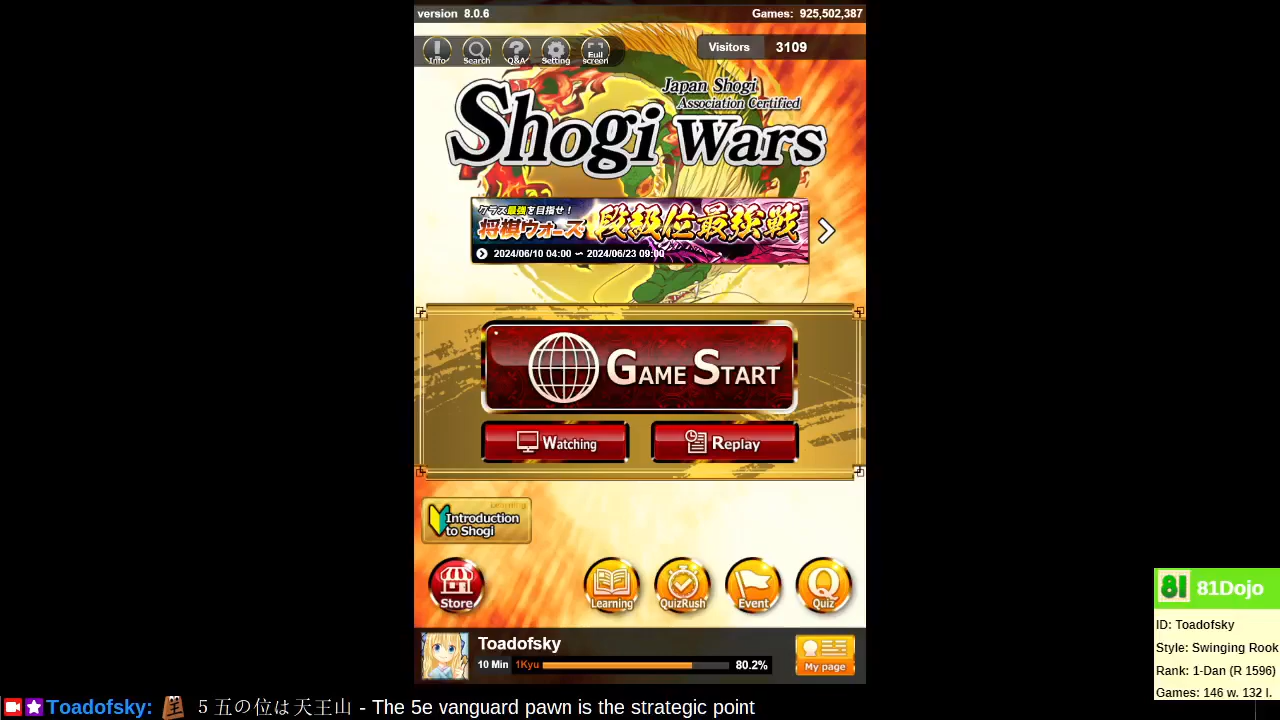 version 8.0.6
Games: 925,502,387
Visitors 3109
Info
Search
Q&A
Setting
Full screen
Japan Shogi
Association Certified
Shogi Wars
クラス最強を目指せ!
将棋ウォーズ 段級位最強戦
2024/06/10 04:00 ∽ 2024/06/23 09:00
GAME START
Watching
Replay
Learning
Introduction
to Shogi
Store
Learning
QuizRush
Event
Q
Quiz
Toadofsky
10 Min 1Kyu 80.2%
My page
81 81Dojo
ID: Toadofsky
Style: Swinging Rook
Rank: 1-Dan (R 1596)
Games: 146 w. 132 l.
Toadofsky: 5五の位は天王山 - The 5e vanguard pawn is the strategic point